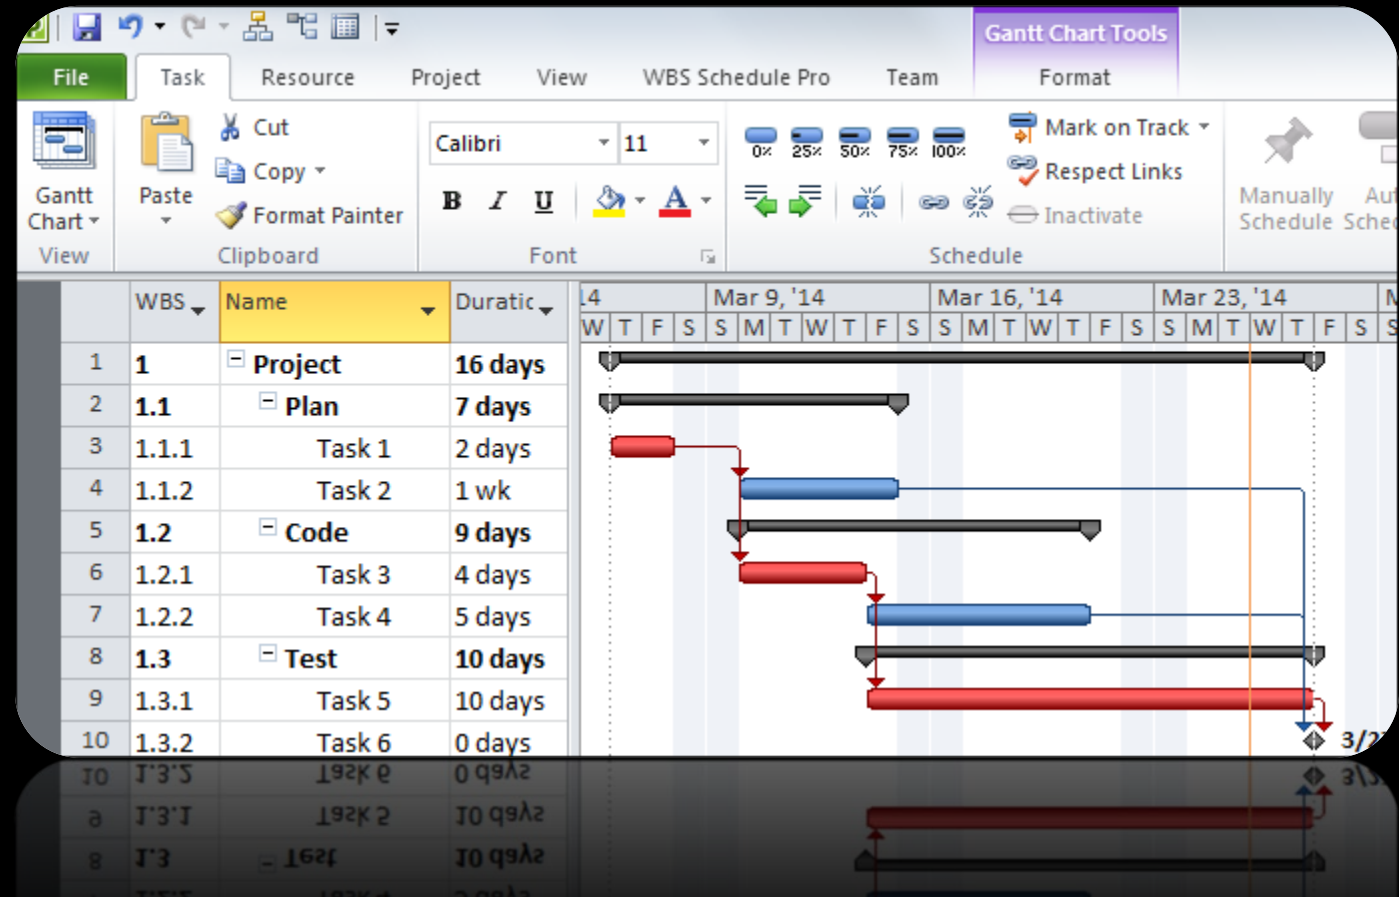 Gantt Chart Tools
File Task Resource Project View WBS Schedule Pro Team Format
Gantt Chart
Paste
Cut
Copy
Format Painter
Calibri 11
B I U A
0% 25% 50% 75% 100%
Mark on Track
Respect Links
Inactivate
Manually Schedule
View Clipboard Font Schedule
WBS Name Duratic 14 Mar 9, '14 Mar 16, '14 Mar 23, '14
W T F S S M T W T F S S M T W T F S S M T W T F S S
1 1 Project 16 days
2 1.1 Plan 7 days
3 1.1.1 Task 1 2 days
4 1.1.2 Task 2 1 wk
5 1.2 Code 9 days
6 1.2.1 Task 3 4 days
7 1.2.2 Task 4 5 days
8 1.3 Test 10 days
9 1.3.1 Task 5 10 days
10 1.3.2 Task 6 0 days